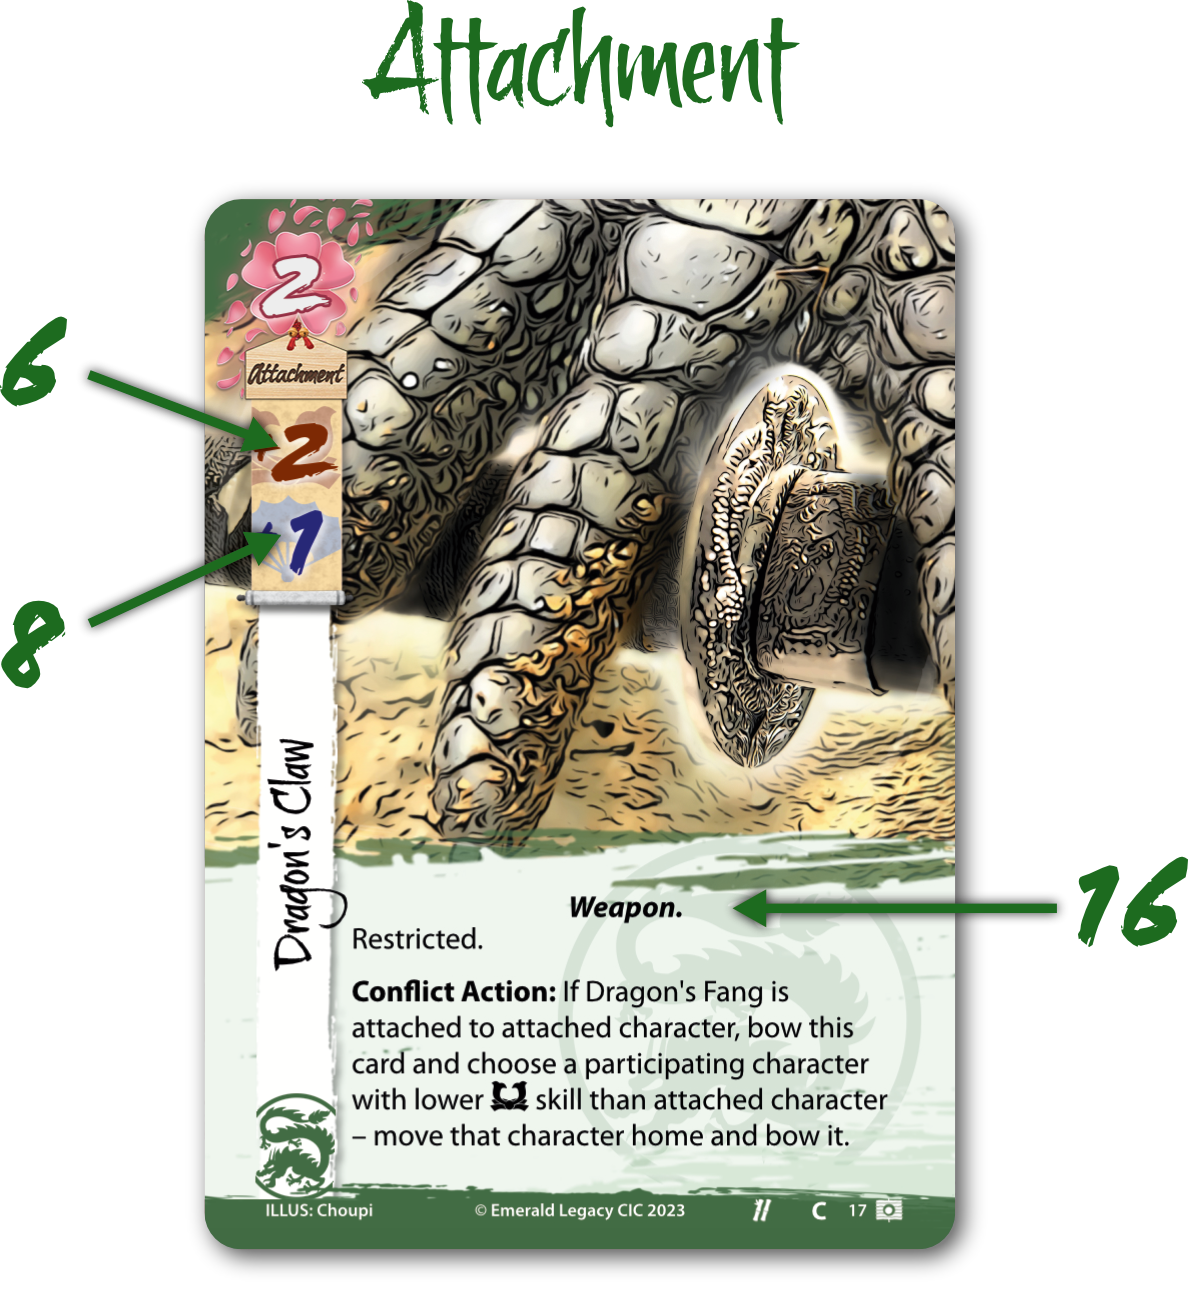 Attachment
2
Attachment
6
+2
+1
8
Dragon's Claw
16
Weapon.
Restricted.
Conflict Action: If Dragon's Fang is
attached to attached character, bow this
card and choose a participating character
with lower skill than attached character
– move that character home and bow it.
ILLUS: Choupi
© Emerald Legacy CIC 2023
C 17